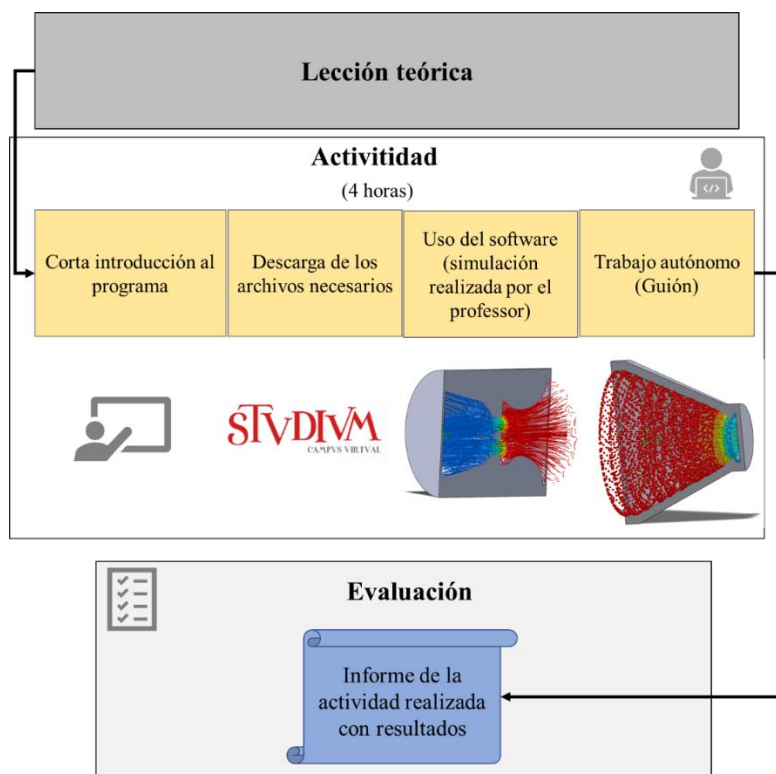 Lección teórica
Activitidad
(4 horas)
Corta introducción al
programa
Descarga de los
archivos necesarios
Uso del software
(simulación
realizada por el
professor)
Trabajo autónomo
(Guión)
STVDIVM
CAMPVS VIRTVAL
Evaluación
Informe de la
actividad realizada
con resultados